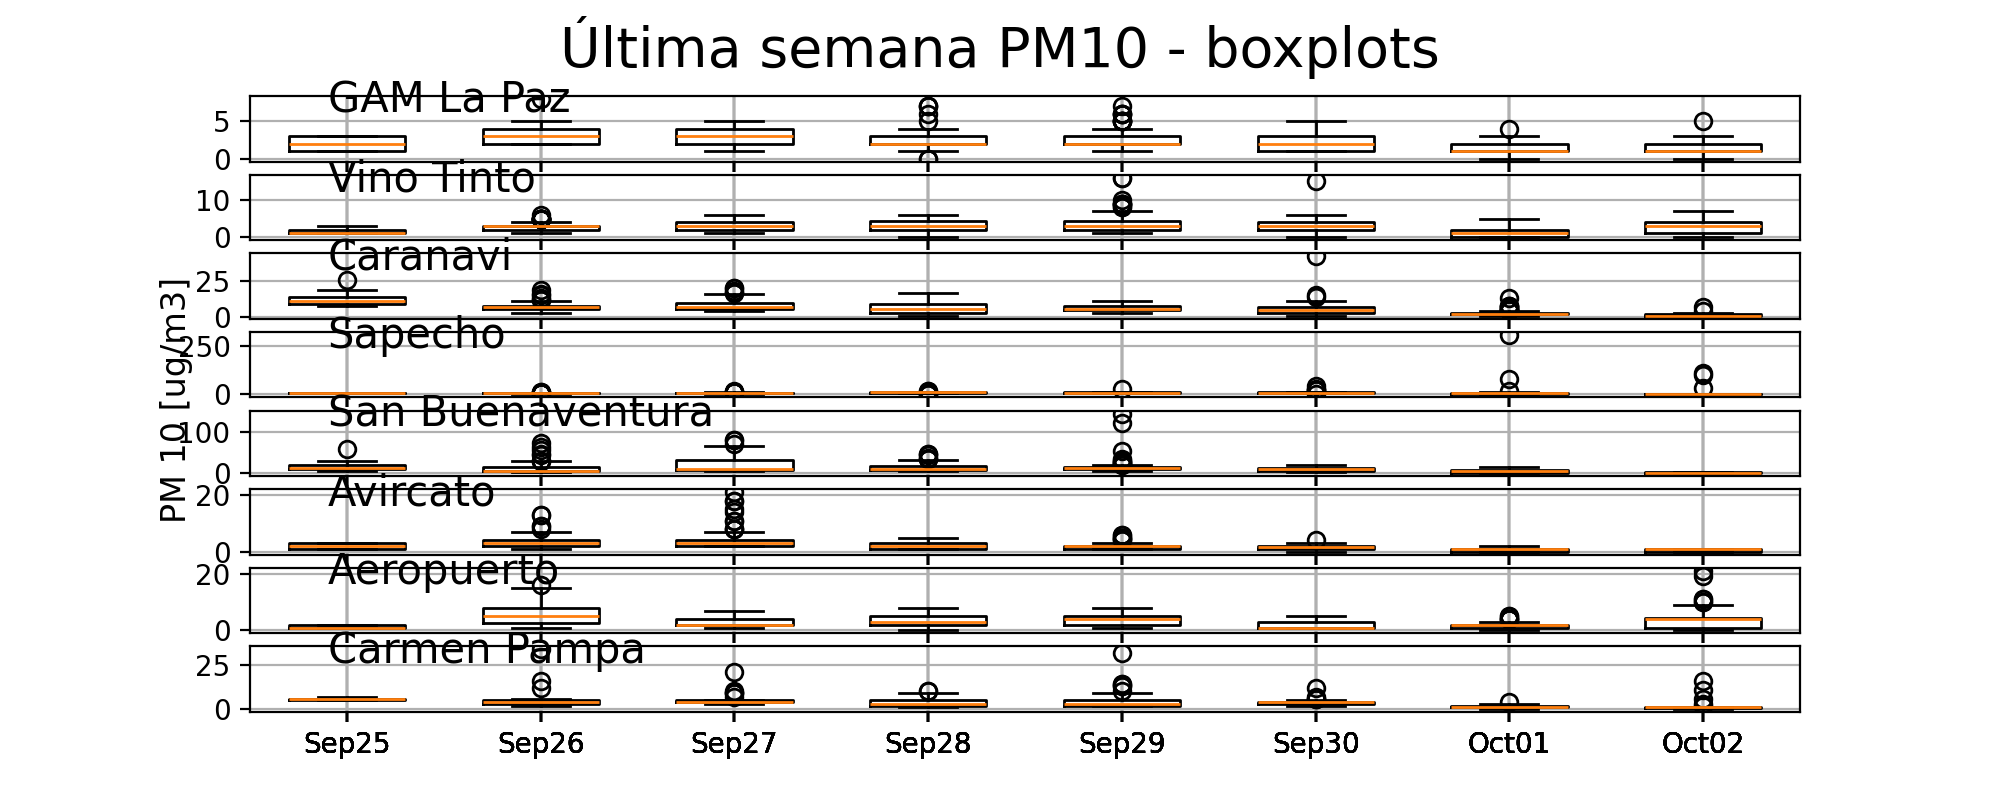 Última semana PM10 - boxplots
GAM La Paz
5
0
Vino Tinto
10
0
Caranavi
25
0
Sapecho
250
0
San Buenaventura
100
0
Avircato
20
0
Aeropuerto
20
0
Carmen Pampa
25
0
PM 10 [ug/m3]
Sep25 Sep26 Sep27 Sep28 Sep29 Sep30 Oct01 Oct02